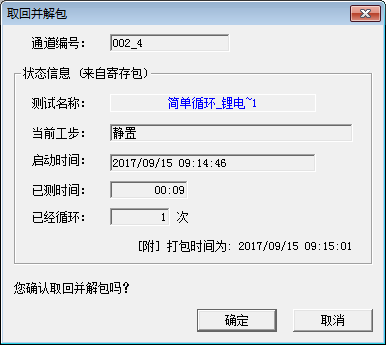 取回并解包
通道编号： 002_4
状态信息（来自寄存包）
测试名称： 简单循环_锂电~1
当前工步： 静置
启动时间： 2017/09/15 09:14:46
已测时间： 00:09
已经循环： 1 次
[附] 打包时间为: 2017/09/15 09:15:01
您确认取回并解包吗？
确定 取消